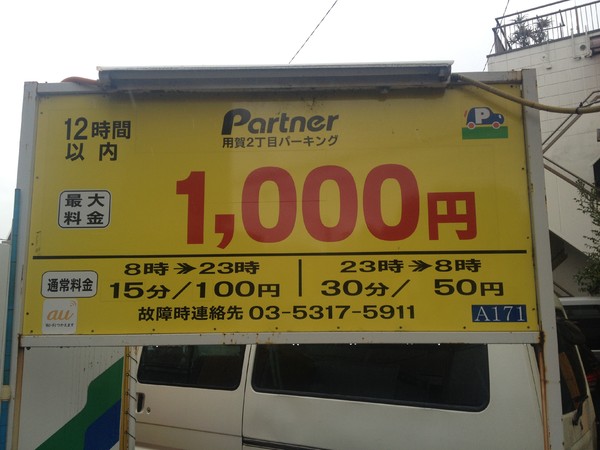 12時間
以内
Partner
用賀2丁目パーキング
P
最大
料金
1,000円
通常料金
8時➔23時
15分/100円
23時➔8時
30分/ 50円
au
故障時連絡先 03-5317-5911
A171